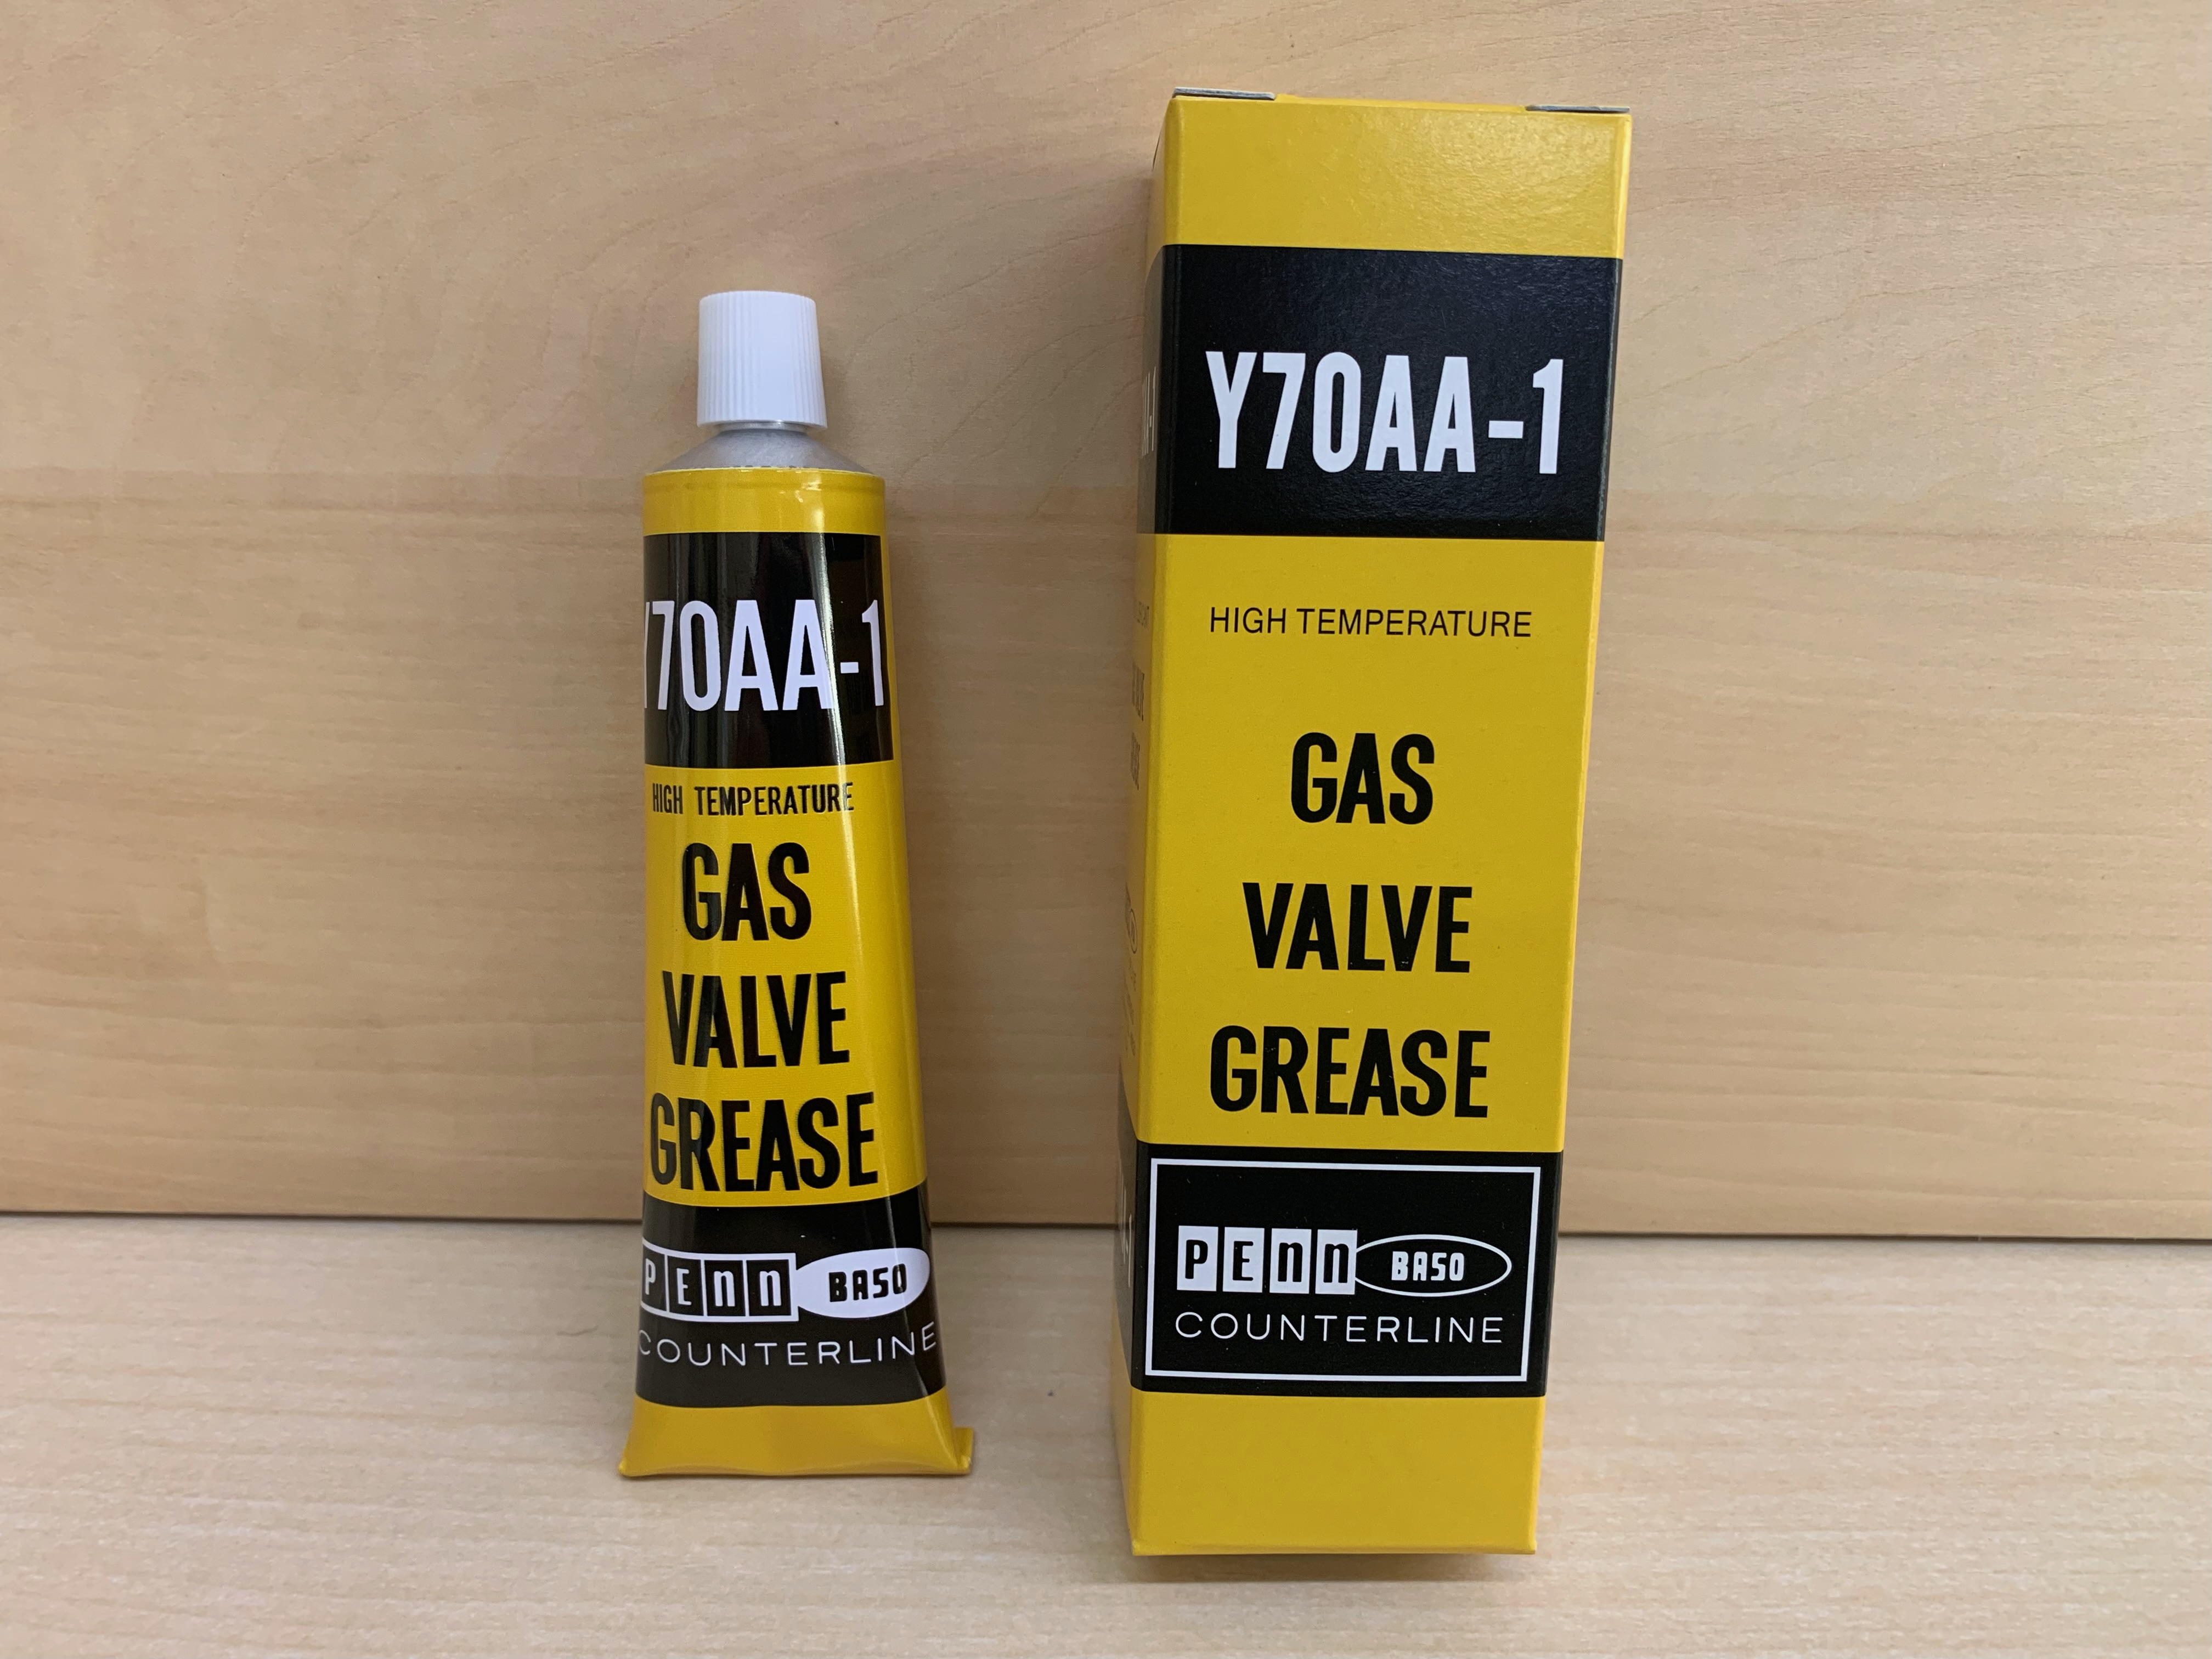 Y70AA-1
HIGH TEMPERATURE
GAS
VALVE
GREASE
PENN BASO
COUNTERLINE
Y70AA-1
HIGH TEMPERATURE
GAS
VALVE
GREASE
PENN BASO
COUNTERLINE